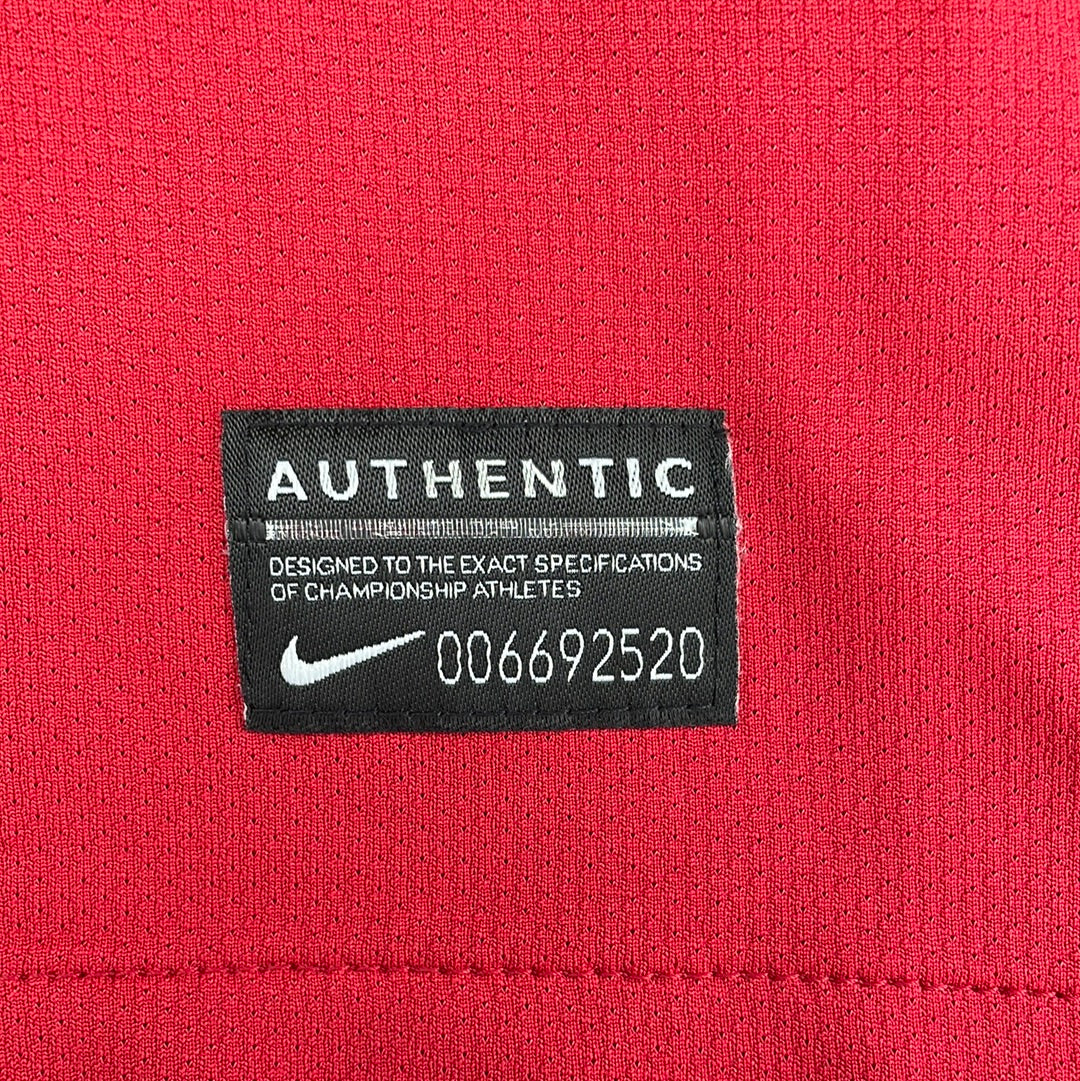 AUTHENTIC
DESIGNED TO THE EXACT SPECIFICATIONS
OF CHAMPIONSHIP ATHLETES
006692520